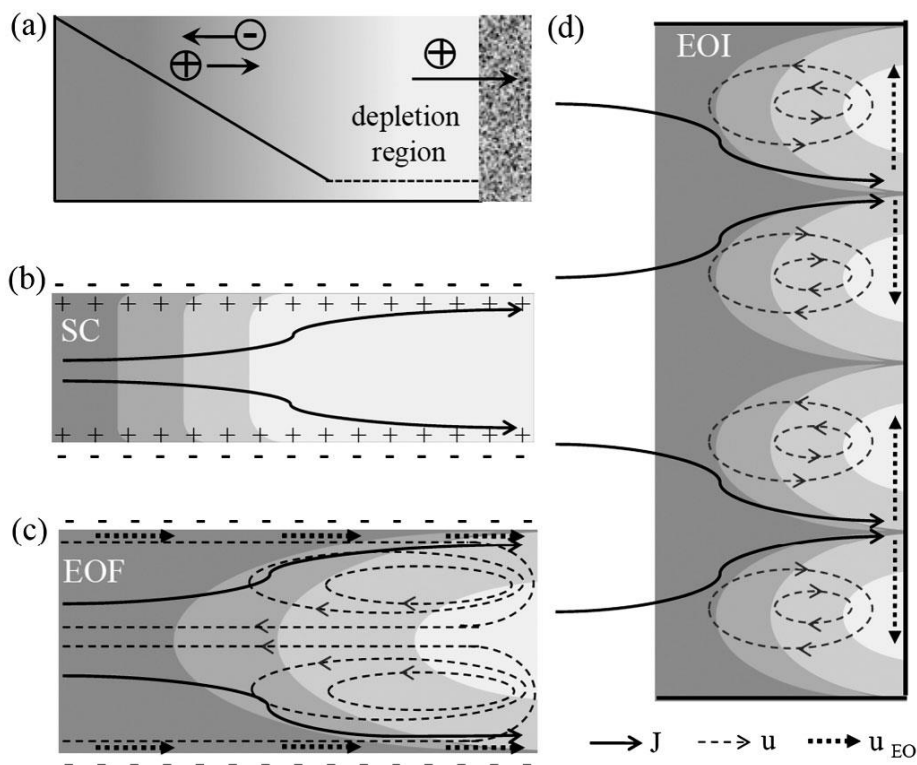 (a)
- 
+ 
+ 
depletion
region
(b)
- - - - - - - - - - - - - -
SC
+ + + + + + + + + + + + + +
+ + + + + + + + + + + + + +
- - - - - - - - - - - - - -
(c)
- - - - - - - - - - - - - -
EOF
- - - - - - - - - - - - - -
(d)
EOI
J u u EO